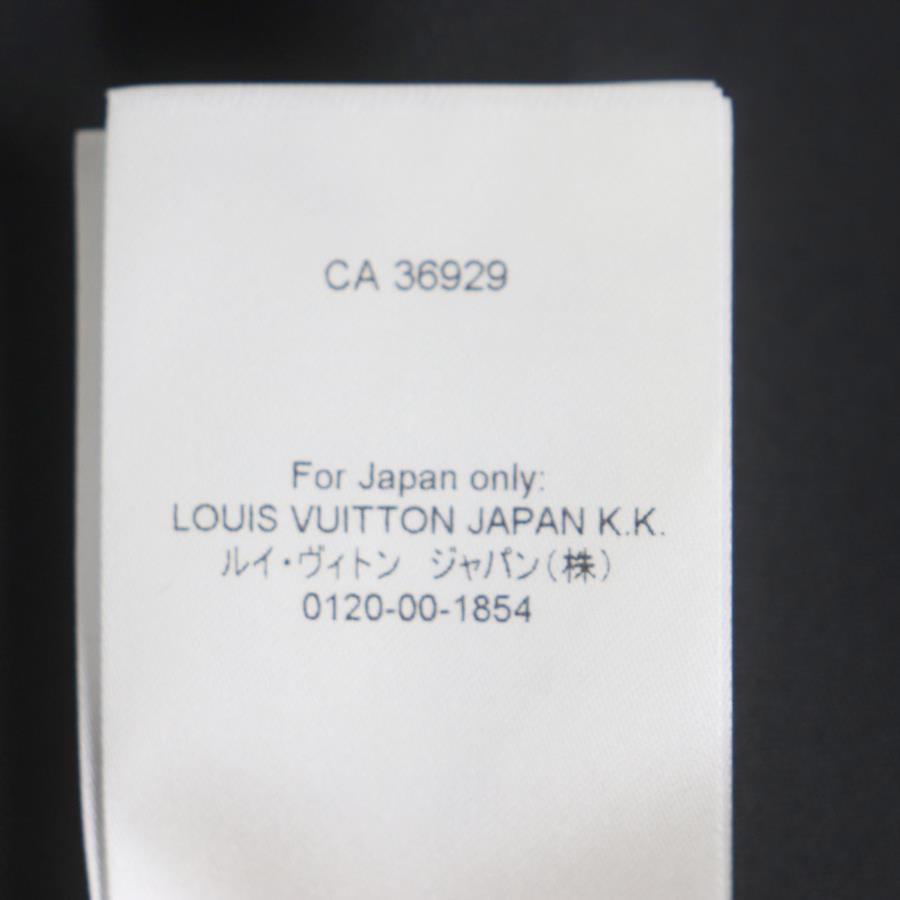 CA 36929
For Japan only:
LOUIS VUITTON JAPAN K.K.
ルイ・ヴィトン　ジャパン(株)
0120-00-1854